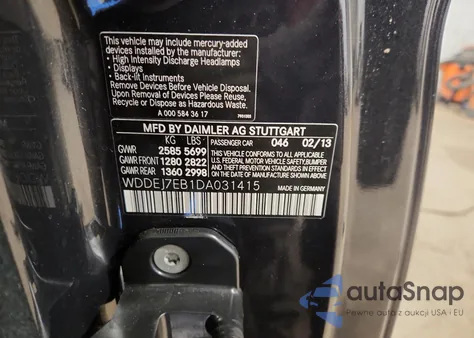 This vehicle may include mercury-added
devices installed by the manufacturer:
• High Intensity Discharge Headlamps
• Displays
• Back-lit Instruments
Remove Devices Before Vehicle Disposal.
Upon Removal of Devices Please Reuse,
Recycle or Dispose as Hazardous Waste.
A 000 584 36 17
MFD BY DAIMLER AG STUTTGART
KG LBS
GVWR 2585 5699
GAWR FRONT 1280 2822
GAWR REAR 1360 2998
PASSENGER CAR 046 02/13
THIS VEHICLE CONFORMS TO ALL APPLICABLE
U.S. FEDERAL MOTOR VEHICLE SAFETY, BUMPER
AND THEFT PREVENTION STANDARDS IN EFFECT
ON THE DATE OF MANUFACTURE SHOWN ABOVE.
WDDEJ7EB1DA031415
MADE IN GERMANY
autoSnap
Pewne auta z aukcji USA i EU